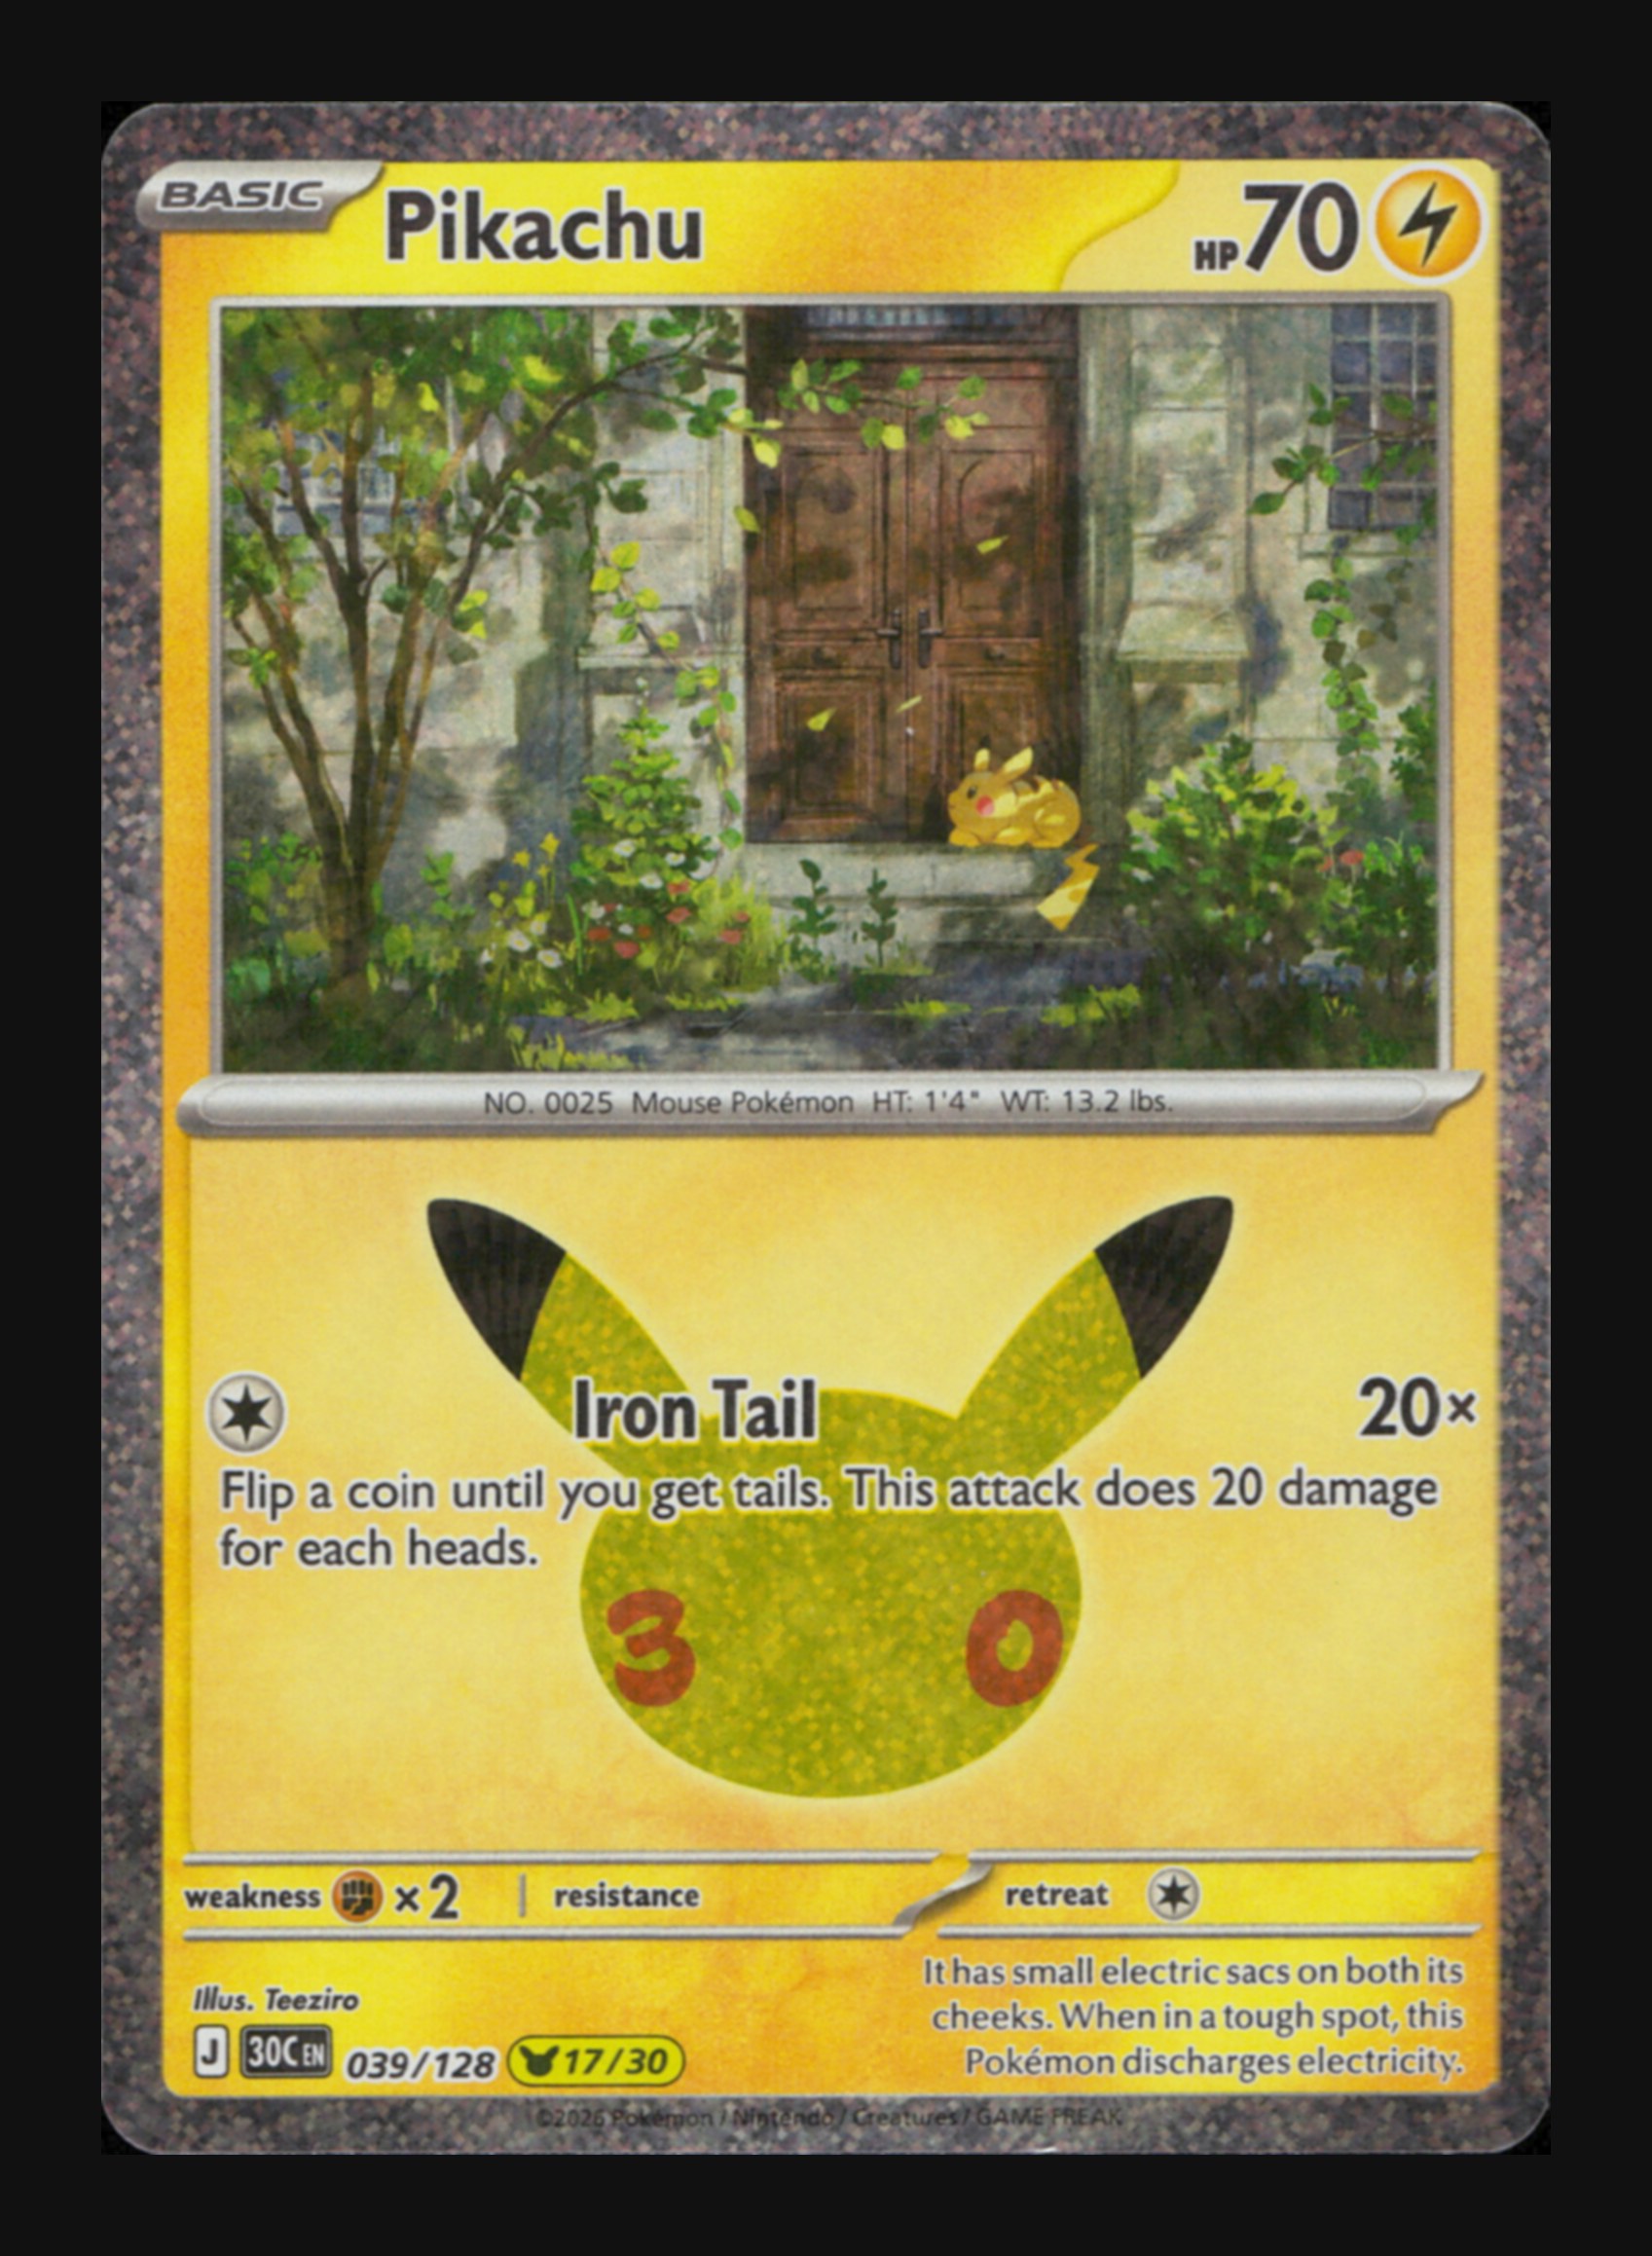 BASIC
Pikachu
HP 70
NO. 0025 Mouse Pokémon HT: 1'4" WT: 13.2 lbs.
Iron Tail 20×
Flip a coin until you get tails. This attack does 20 damage
for each heads.
3 0
weakness ×2 resistance retreat
It has small electric sacs on both its
cheeks. When in a tough spot, this
Pokémon discharges electricity.
Illus. Teeziro
J 30C EN 039/128 17/30
©2026 Pokémon / Nintendo / Creatures / GAME FREAK